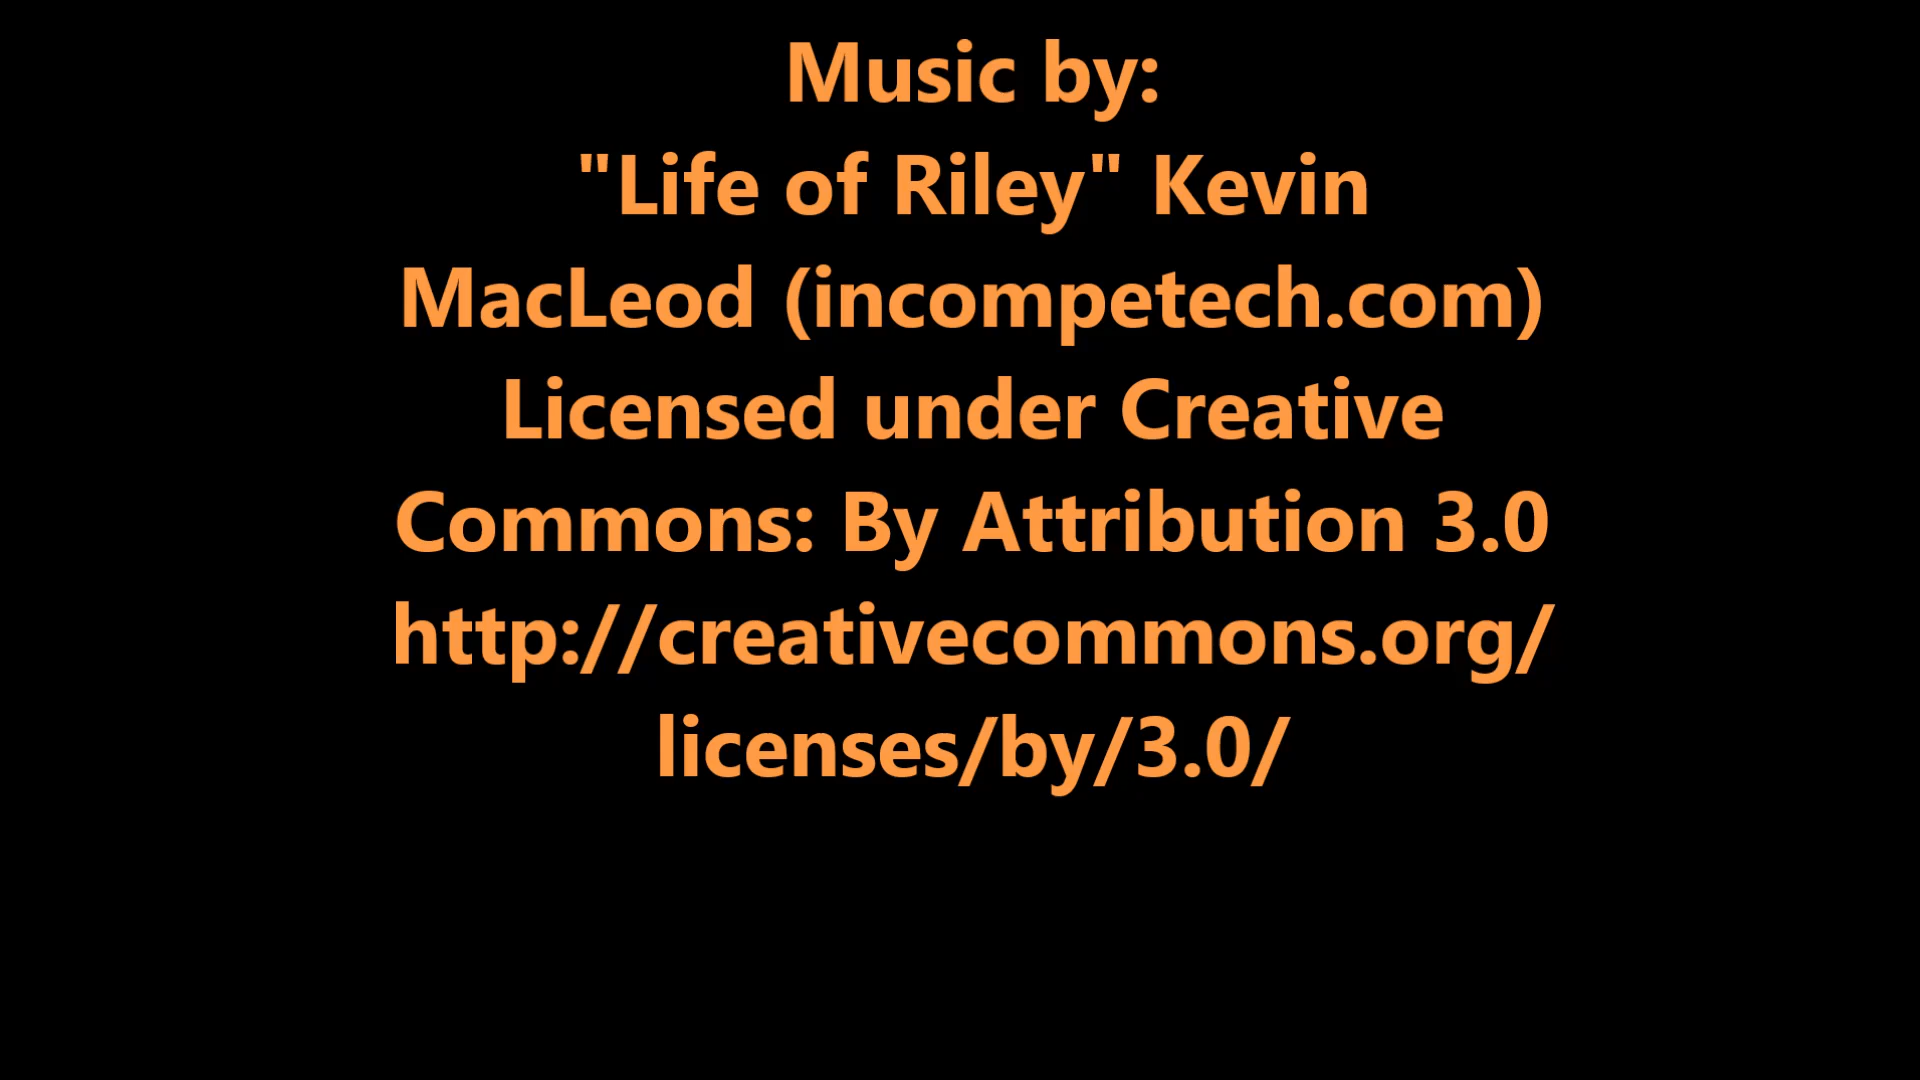 Music by:
"Life of Riley" Kevin
MacLeod (incompetech.com)
Licensed under Creative
Commons: By Attribution 3.0
http://creativecommons.org/
licenses/by/3.0/